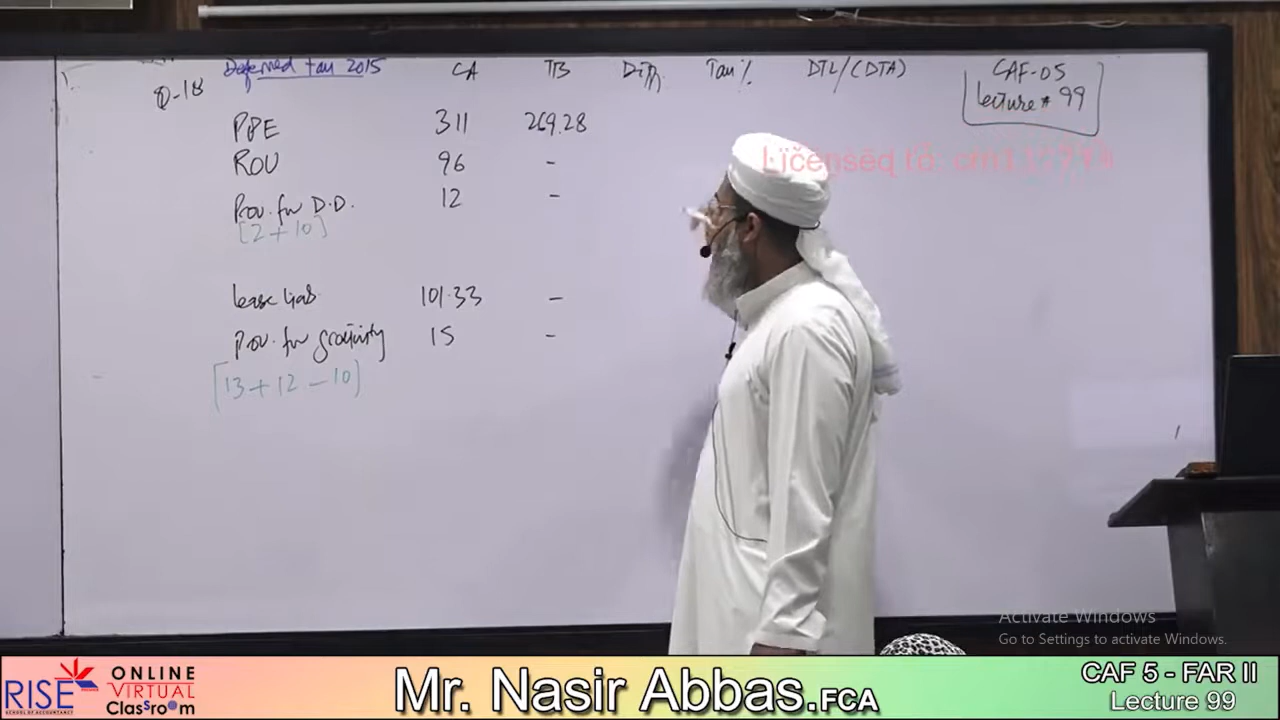 Q-18 Deferred tax 2015 CA TB Diff. Tax% DTL/(DTA)
CAF-05
Lecture # 99
PPE 311 269.28
ROU 96 -
Prov. for D.D. 12 -
[2 + 10]
Lease Liab 101.33 -
Prov. for gratuity 15 -
[13 + 12 - 10]
Activate Windows
Go to Settings to activate Windows.
RISE
SCHOOL OF ACCOUNTANCY
ONLINE
VIRTUAL
ClassRoom
Mr. Nasir Abbas.FCA
CAF 5 - FAR II
Lecture 99